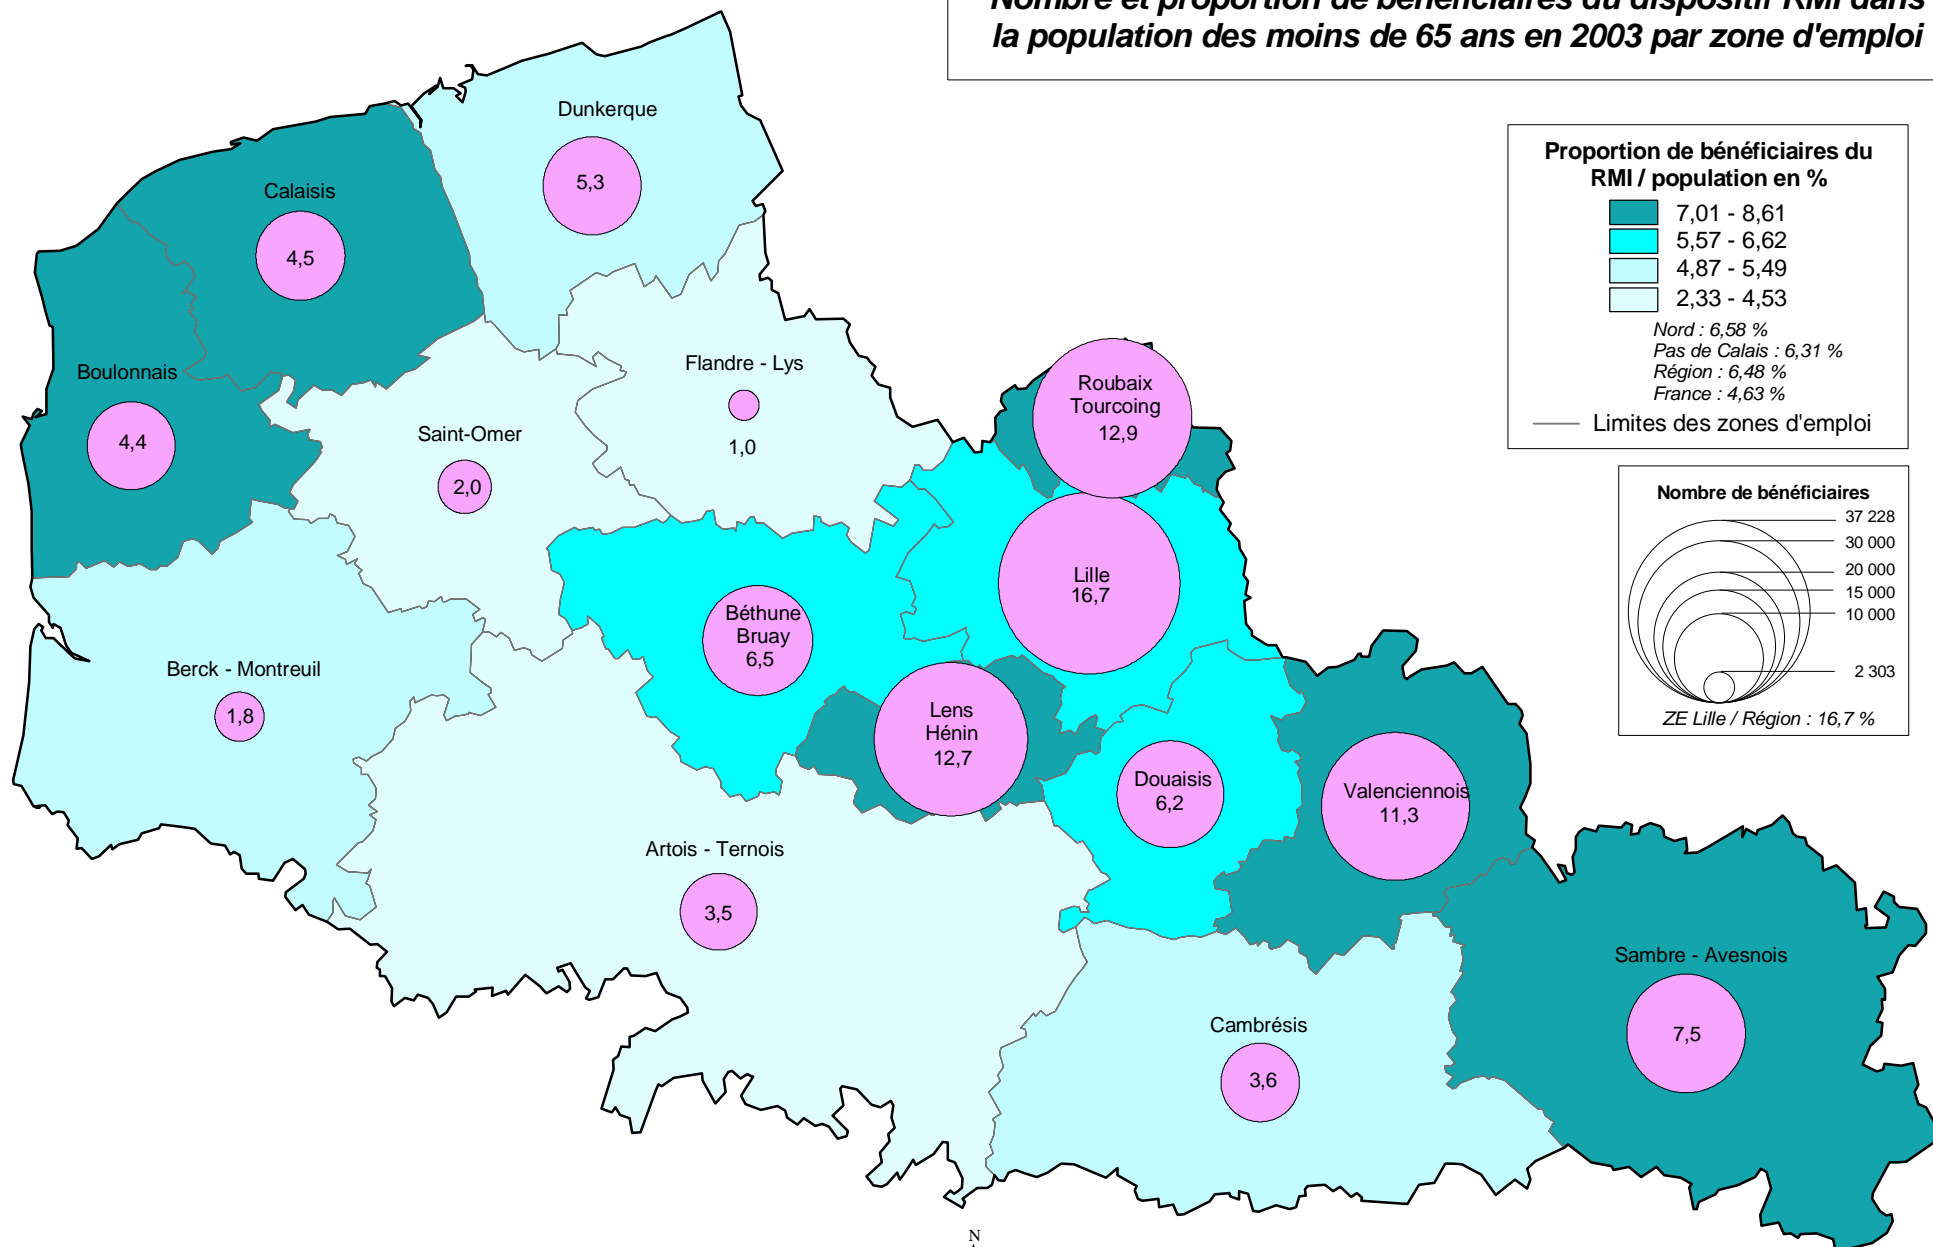 Nombre et proportion de bénéficiaires du dispositif RMI dans
la population des moins de 65 ans en 2003 par zone d'emploi
Proportion de bénéficiaires du
RMI / population en %
7,01 - 8,61
5,57 - 6,62
4,87 - 5,49
2,33 - 4,53
Nord : 6,58 %
Pas de Calais : 6,31 %
Région : 6,48 %
France : 4,63 %
Limites des zones d'emploi
Nombre de bénéficiaires
37 228
30 000
20 000
15 000
10 000
2 303
ZE Lille / Région : 16,7 %
Dunkerque
5,3
Calaisis
4,5
Boulonnais
4,4
Flandre - Lys
1,0
Saint-Omer
2,0
Roubaix
Tourcoing
12,9
Lille
16,7
Béthune
Bruay
6,5
Berck - Montreuil
1,8
Lens
Hénin
12,7
Douaisis
6,2
Valenciennois
11,3
Artois - Ternois
3,5
Sambre - Avesnois
7,5
Cambrésis
3,6
N